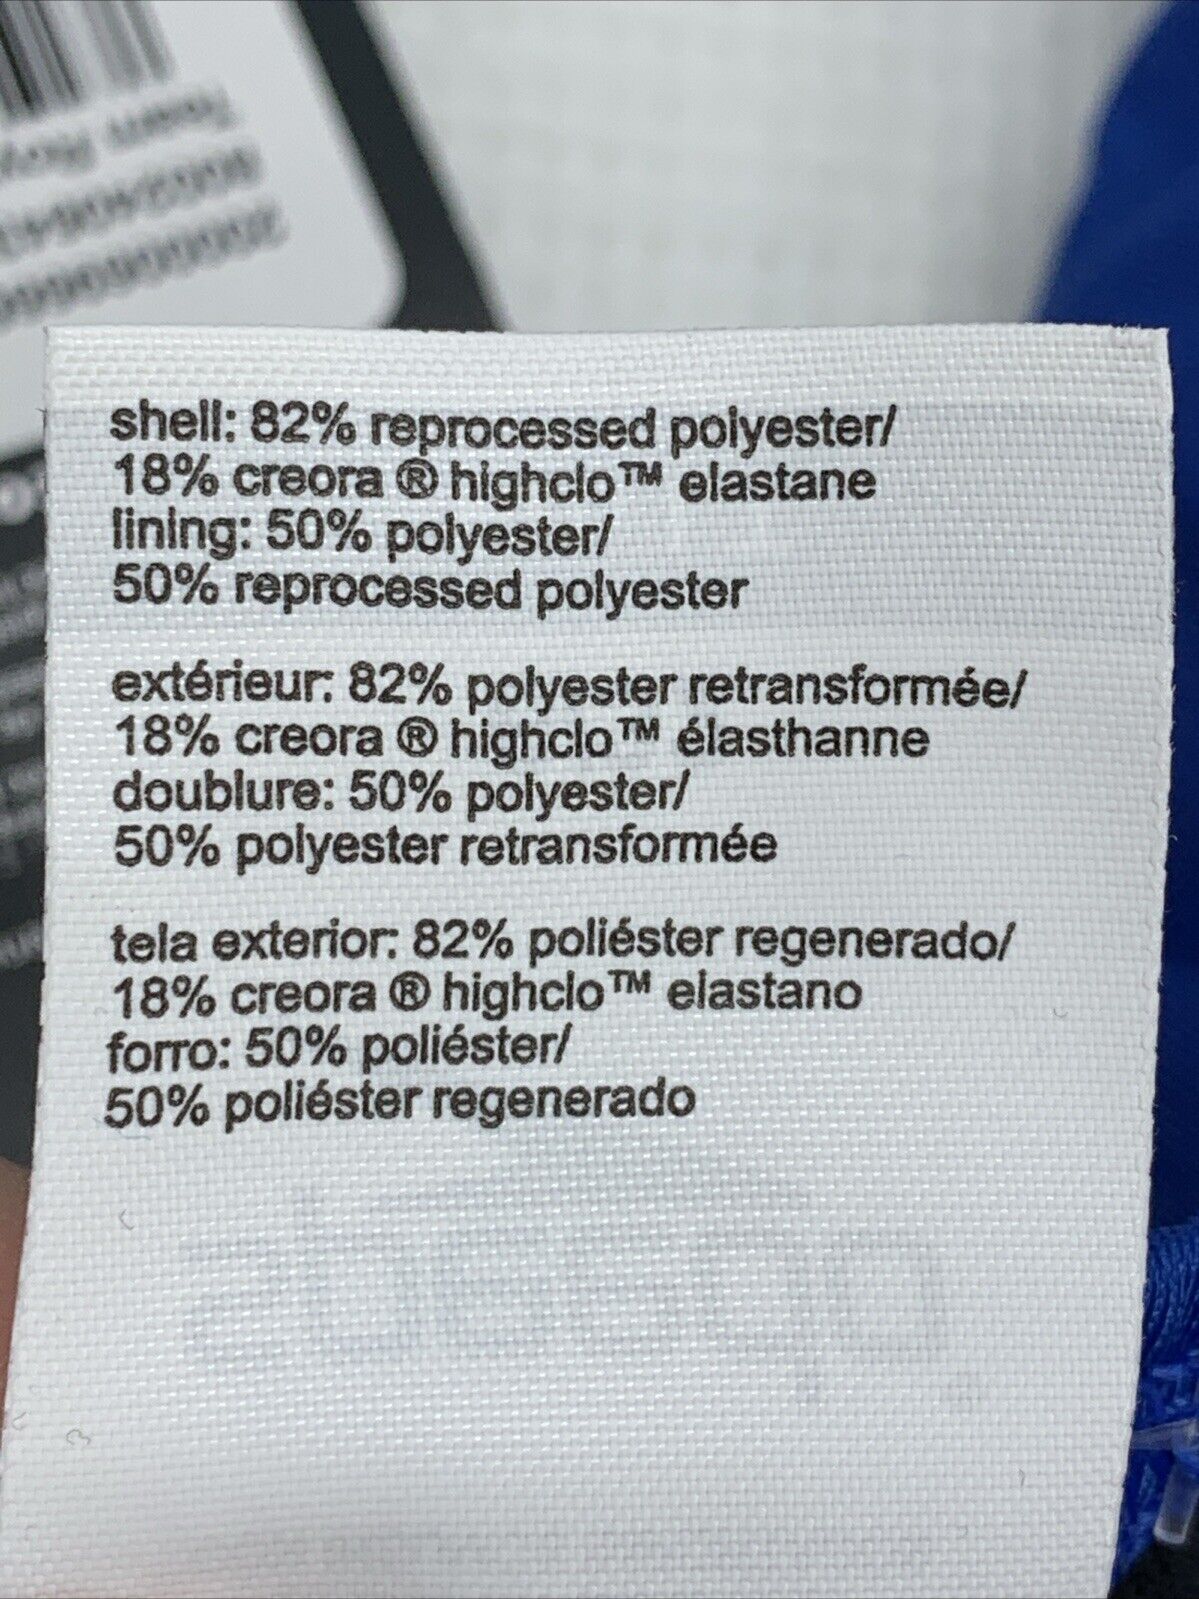 Team Roy
shell: 82% reprocessed polyester/
18% creora ® highclo™ elastane
lining: 50% polyester/
50% reprocessed polyester
extérieur: 82% polyester retransformée/
18% creora ® highclo™ élasthanne
doublure: 50% polyester/
50% polyester retransformée
tela exterior: 82% poliéster regenerado/
18% creora ® highclo™ elastano
forro: 50% poliéster/
50% poliéster regenerado